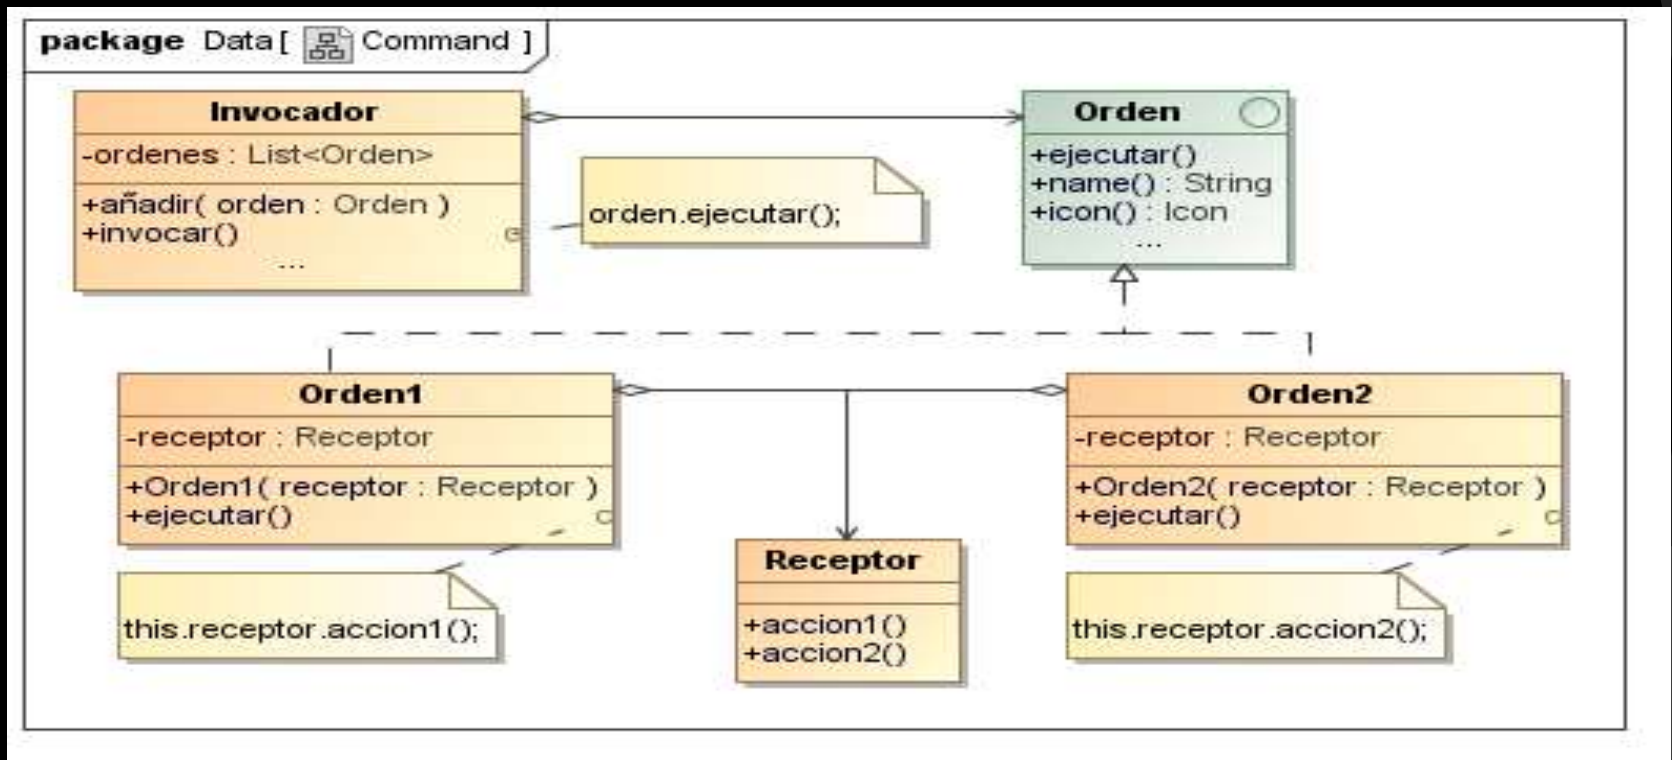 package Data[ Command ]
Invocador
-ordenes : List<Orden>
+añadir( orden : Orden )
+invocar()
...
orden.ejecutar();
Orden
+ejecutar()
+name() : String
+icon() : Icon
...
Orden1
-receptor : Receptor
+Orden1( receptor : Receptor )
+ejecutar()
this.receptor.accion1();
Receptor
+accion1()
+accion2()
Orden2
-receptor : Receptor
+Orden2( receptor : Receptor )
+ejecutar()
this.receptor.accion2();